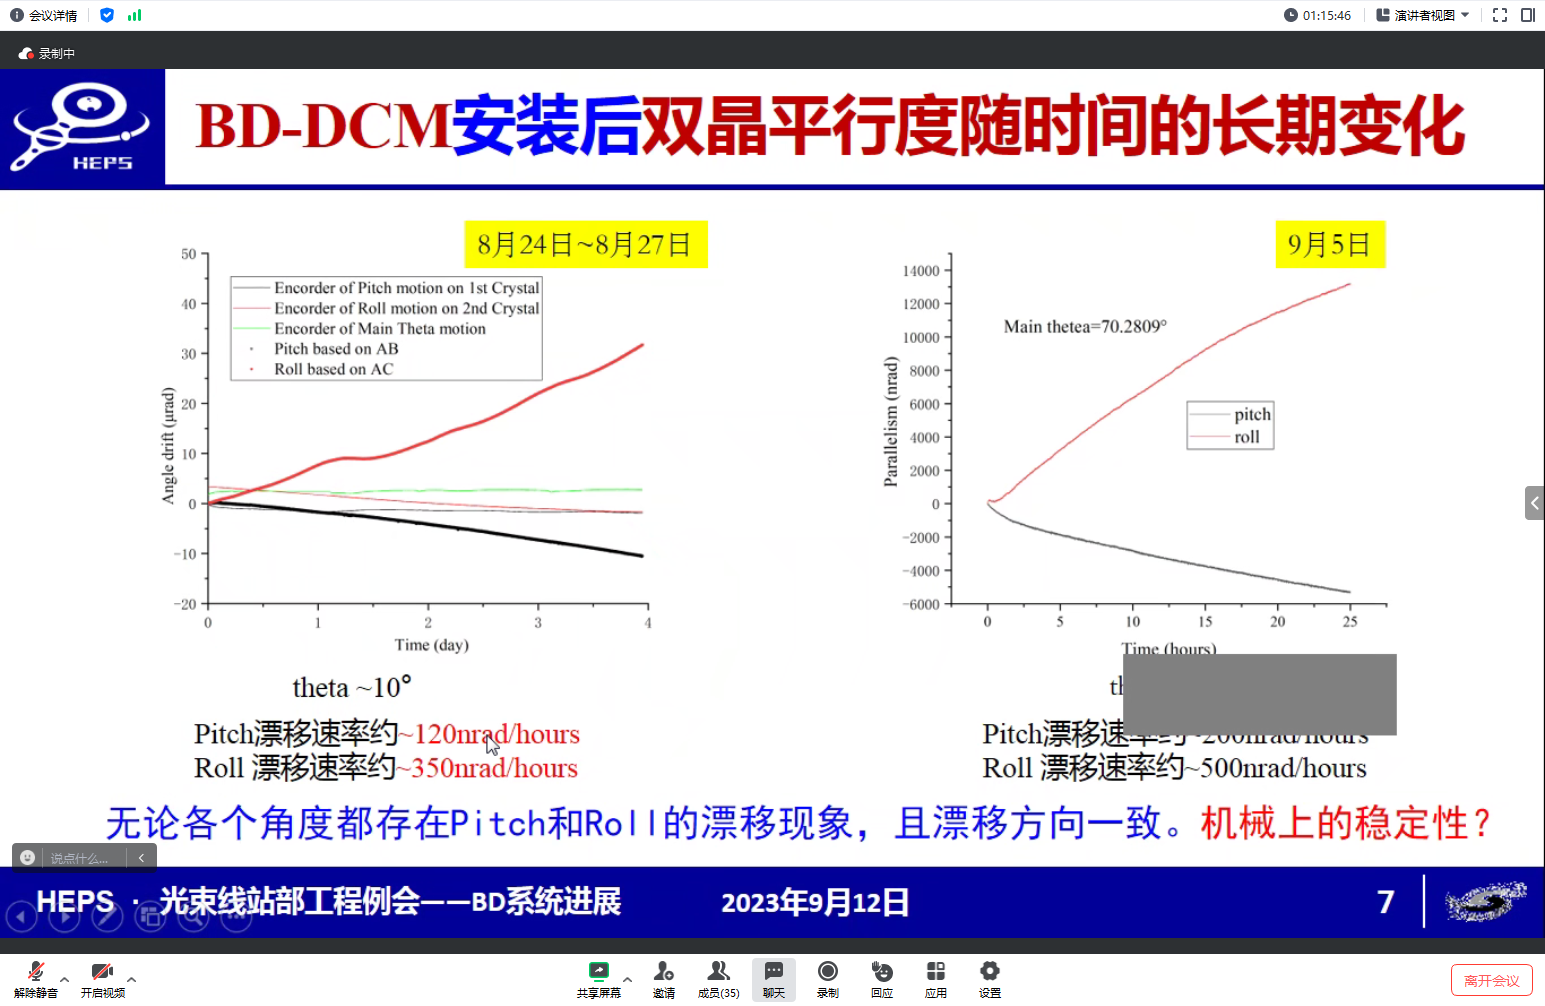 会议详情
01:15:46
演讲者视图
录制中
HEPS
BD-DCM安装后双晶平行度随时间的长期变化
8月24日~8月27日
50
40
30
20
10
0
−10
−20
Angle drift (μrad)
Encorder of Pitch motion on 1st Crystal
Encorder of Roll motion on 2nd Crystal
Encorder of Main Theta motion
Pitch based on AB
Roll based on AC
0 1 2 3 4
Time (day)
theta ~10°
Pitch漂移速率约~120nrad/hours
Roll 漂移速率约~350nrad/hours
9月5日
14000
12000
10000
8000
6000
4000
2000
0
−2000
−4000
−6000
Parallelism (nrad)
Main thetea=70.2809°
pitch
roll
0 5 10 15 20 25
Time (hours)
Pitch漂移速率约~200nrad/hours
Roll 漂移速率约~500nrad/hours
无论各个角度都存在Pitch和Roll的漂移现象，且漂移方向一致。机械上的稳定性？
说点什么...
HEPS · 光束线站部工程例会——BD系统进展
2023年9月12日
7
解除静音
开启视频
共享屏幕
邀请
成员(35)
聊天
录制
回应
应用
设置
离开会议